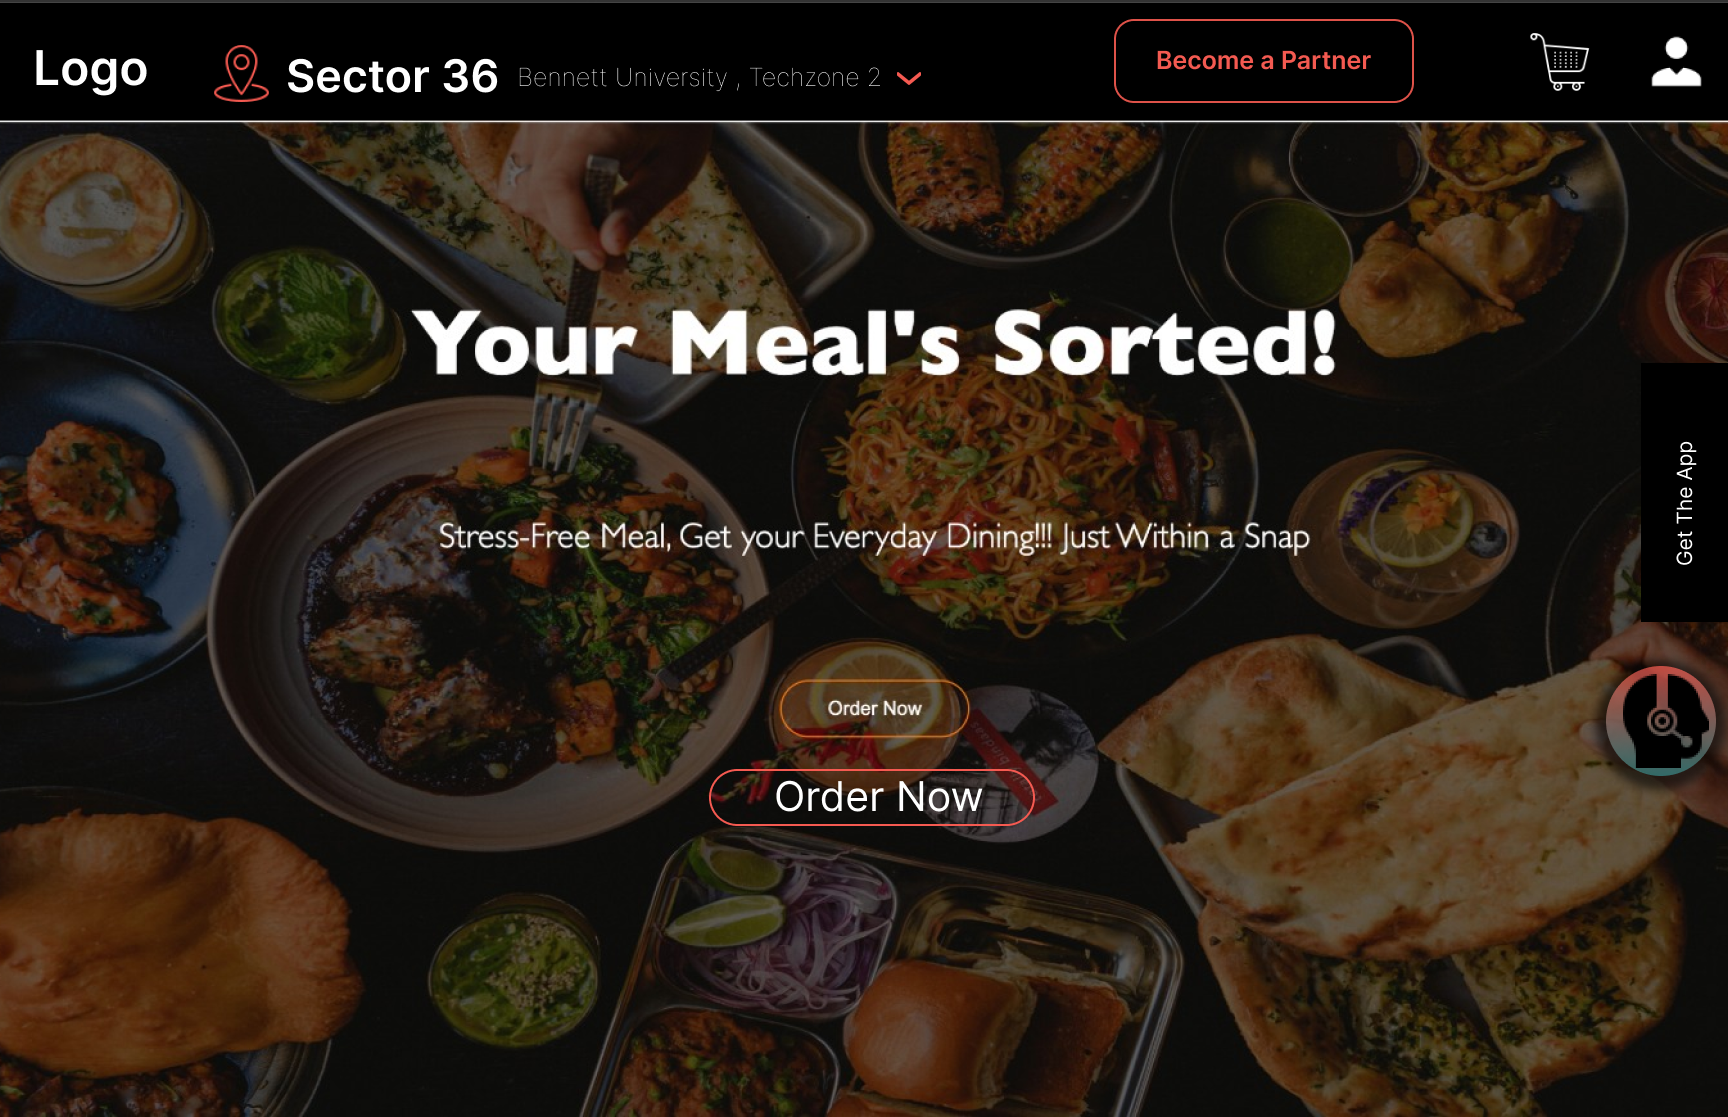 Logo
Sector 36 Bennett University , Techzone 2
Become a Partner
Your Meal's Sorted!
Get The App
Stress-Free Meal, Get your Everyday Dining!!! Just Within a Snap
Order Now
Order Now